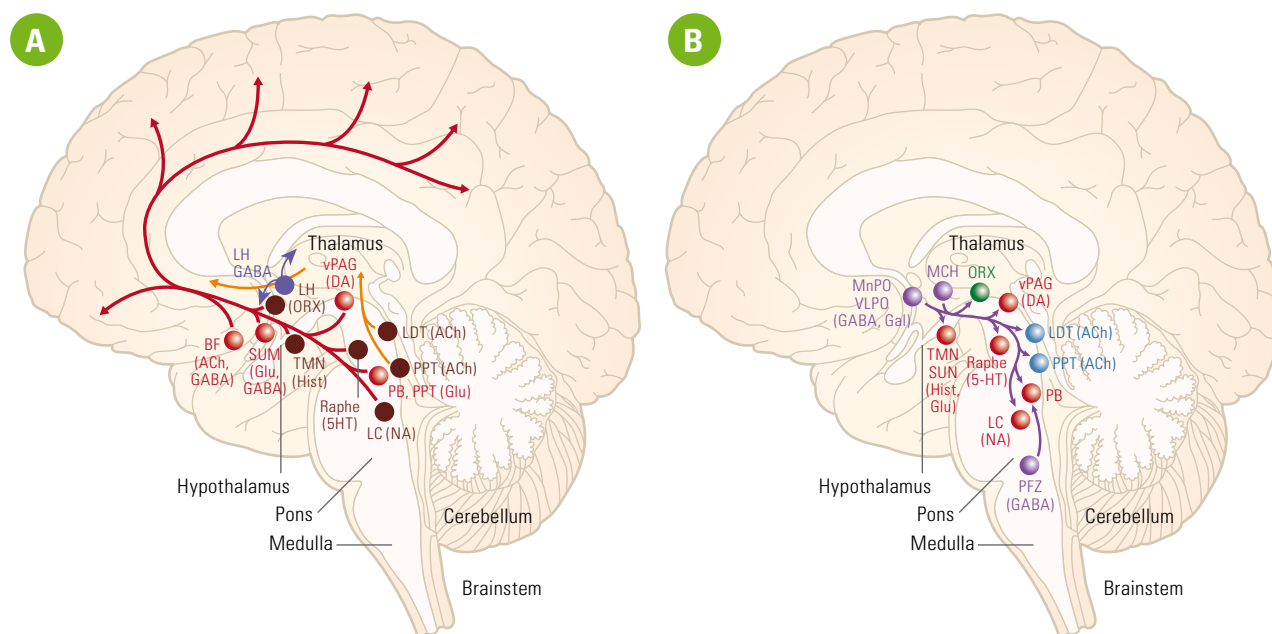 A
Thalamus
LH
GABA
vPAG
(DA)
LH
(ORX)
LDT (ACh)
BF
(ACh,
GABA)
SUM
(Glu,
GABA)
TMN
(Hist)
PPT (ACh)
PB, PPT (Glu)
Raphe
(5HT)
LC (NA)
Hypothalamus
Pons
Medulla
Cerebellum
Brainstem
B
Thalamus
MnPO
VLPO
(GABA, Gal)
MCH
ORX
vPAG
(DA)
LDT (ACh)
TMN
SUN
(Hist,
Glu)
Raphe
(5-HT)
PPT (ACh)
PB
LC
(NA)
PFZ
(GABA)
Hypothalamus
Pons
Medulla
Cerebellum
Brainstem